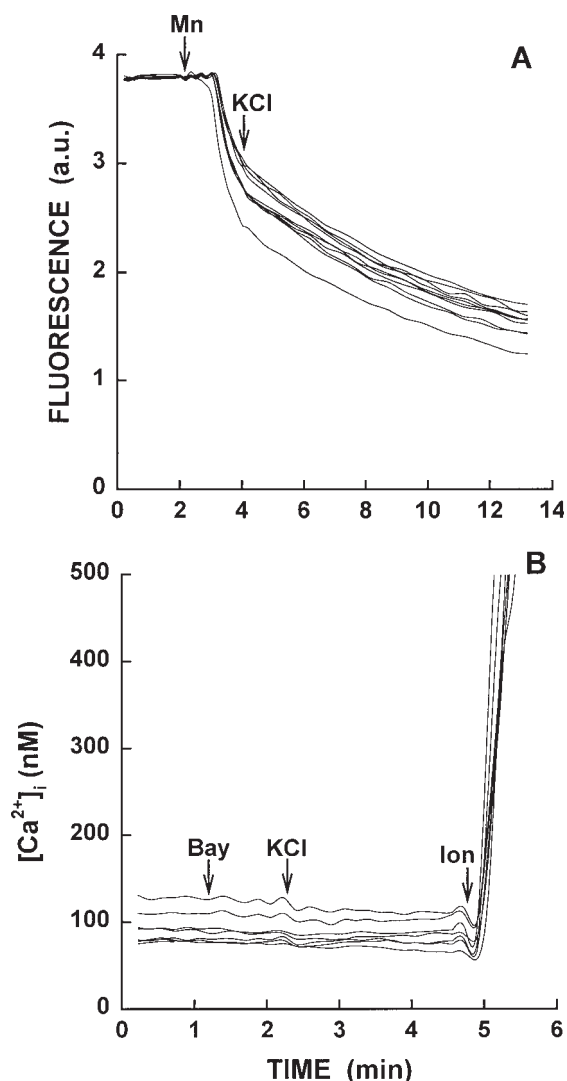 Mn
A
KCl
4
3
2
1
0
FLUORESCENCE (a.u.)
0 2 4 6 8 10 12 14
B
500
400
300
200
100
0
[Ca²⁺]ᵢ (nM)
Bay
KCl
Ion
0 1 2 3 4 5 6
TIME (min)